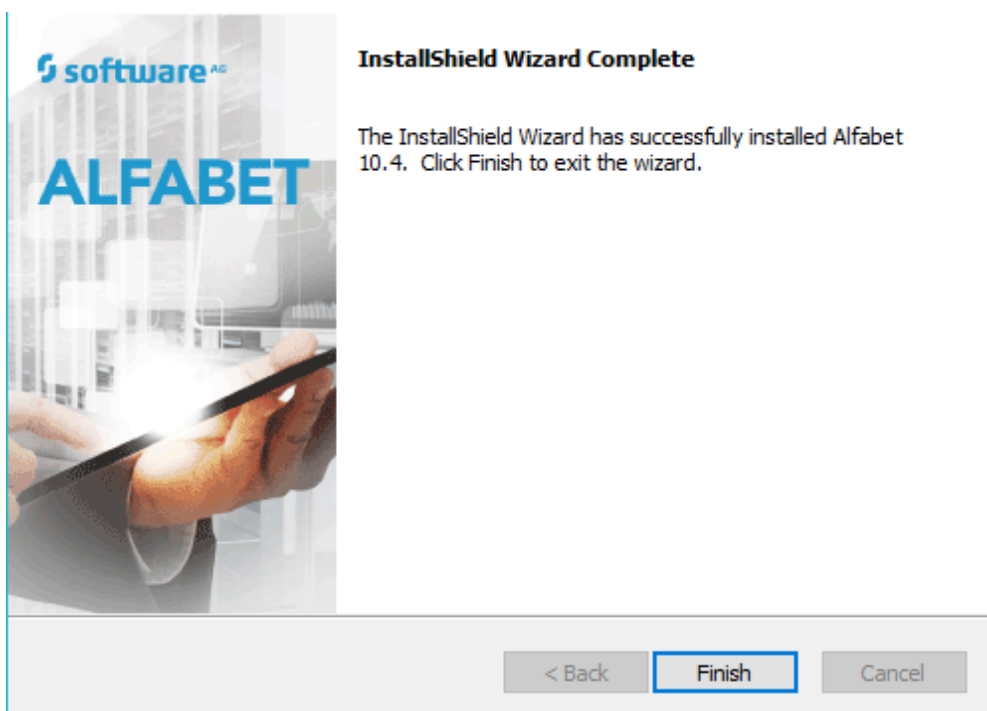 software AG
ALFABET
InstallShield Wizard Complete
The InstallShield Wizard has successfully installed Alfabet
10.4. Click Finish to exit the wizard.
< Back
Finish
Cancel